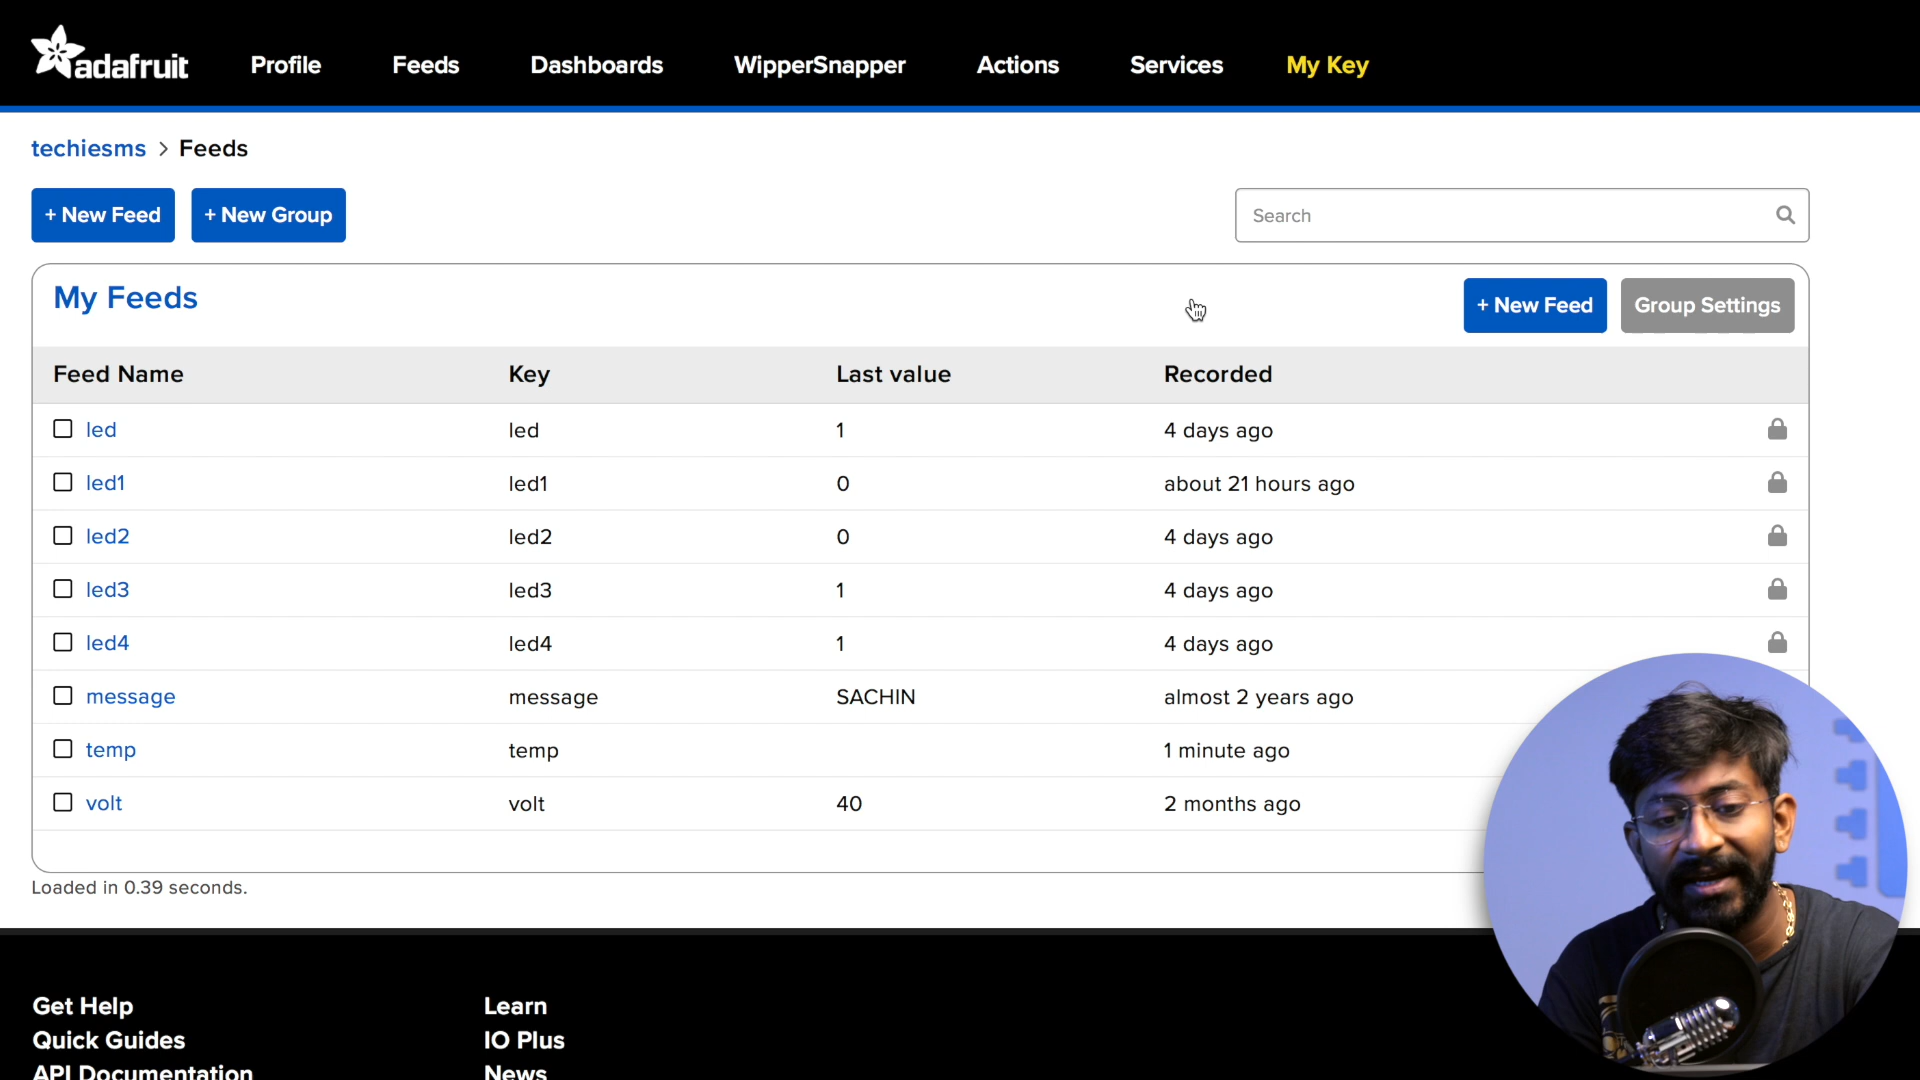 adafruit Profile Feeds Dashboards WipperSnapper Actions Services My Key
techiesms > Feeds
+ New Feed + New Group Search
My Feeds + New Feed Group Settings
Feed Name Key Last value Recorded
led led 1 4 days ago
led1 led1 0 about 21 hours ago
led2 led2 0 4 days ago
led3 led3 1 4 days ago
led4 led4 1 4 days ago
message message SACHIN almost 2 years ago
temp temp 1 minute ago
volt volt 40 2 months ago
Loaded in 0.39 seconds.
Get Help Learn
Quick Guides IO Plus
API Documentation News